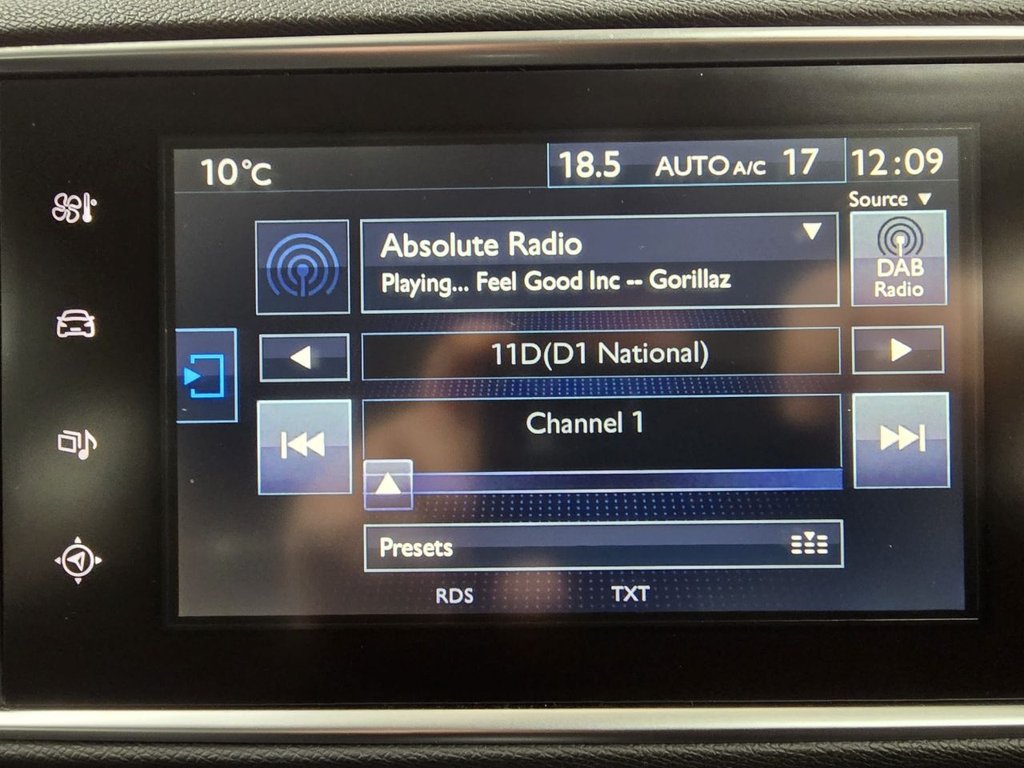 10°C 18.5 AUTO A/C 17 12:09
Source
Absolute Radio
Playing... Feel Good Inc -- Gorillaz
DAB
Radio
11D(D1 National)
Channel 1
Presets
RDS TXT